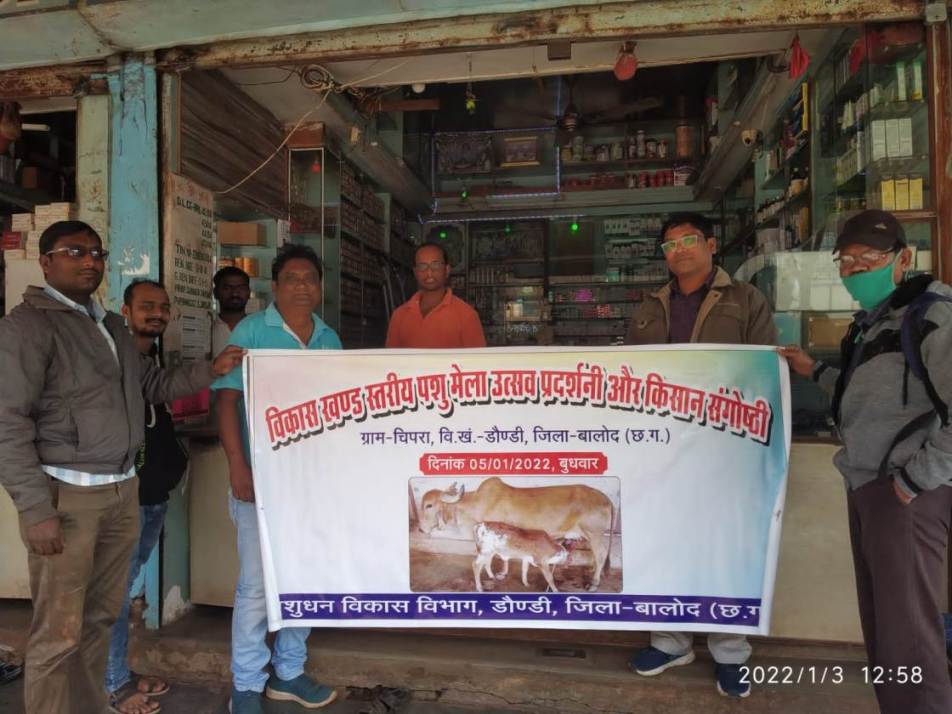 विकास खण्ड स्तरीय पशु मेला उत्सव प्रदर्शनी और किसान संगोष्ठी
ग्राम-चिपरा, वि.खं.-डौण्डी, जिला-बालोद (छ.ग.)
दिनांक 05/01/2022, बुधवार
शुधन विकास विभाग, डौण्डी, जिला-बालोद (छ.ग
2022/1/3 12:58